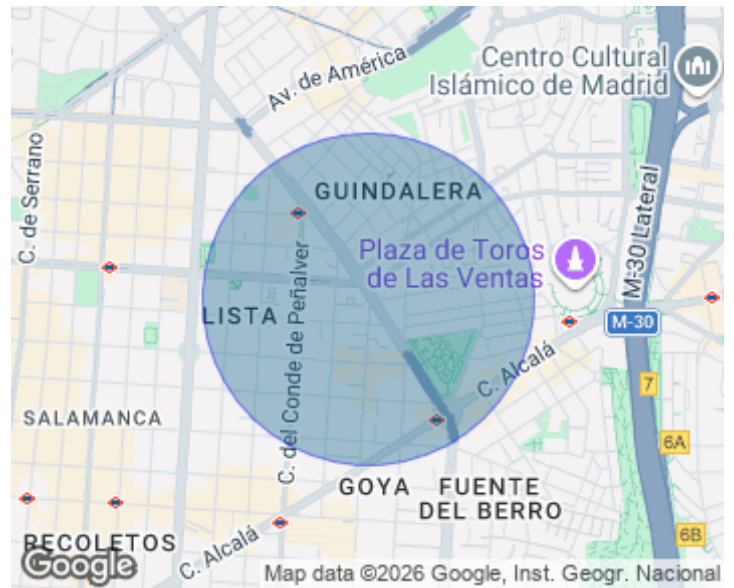 Av. de América
Centro Cultural
Islámico de Madrid
C. de Serrano
GUINDALERA
M-30 Lateral
Plaza de Toros
de Las Ventas
C. del Conde de Peñalver
LISTA
M-30
C. Alcalá
7
SALAMANCA
6A
GOYA
FUENTE
DEL BERRO
RECOLETOS
C. Alcalá
6B
Google
Map data ©2026 Google, Inst. Geogr. Nacional